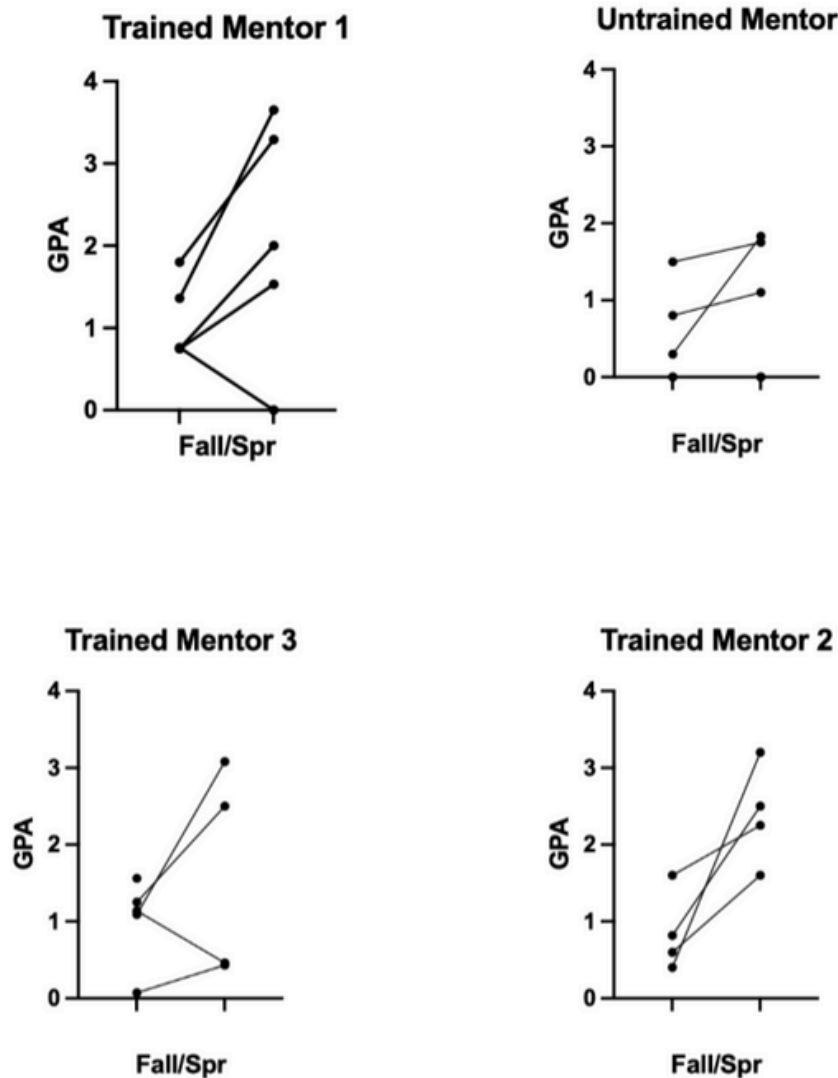 Trained Mentor 1
4
3
2
1
0
GPA
Fall/Spr
Untrained Mentor
4
3
2
1
0
GPA
Fall/Spr
Trained Mentor 3
4
3
2
1
0
GPA
Fall/Spr
Trained Mentor 2
4
3
2
1
0
GPA
Fall/Spr